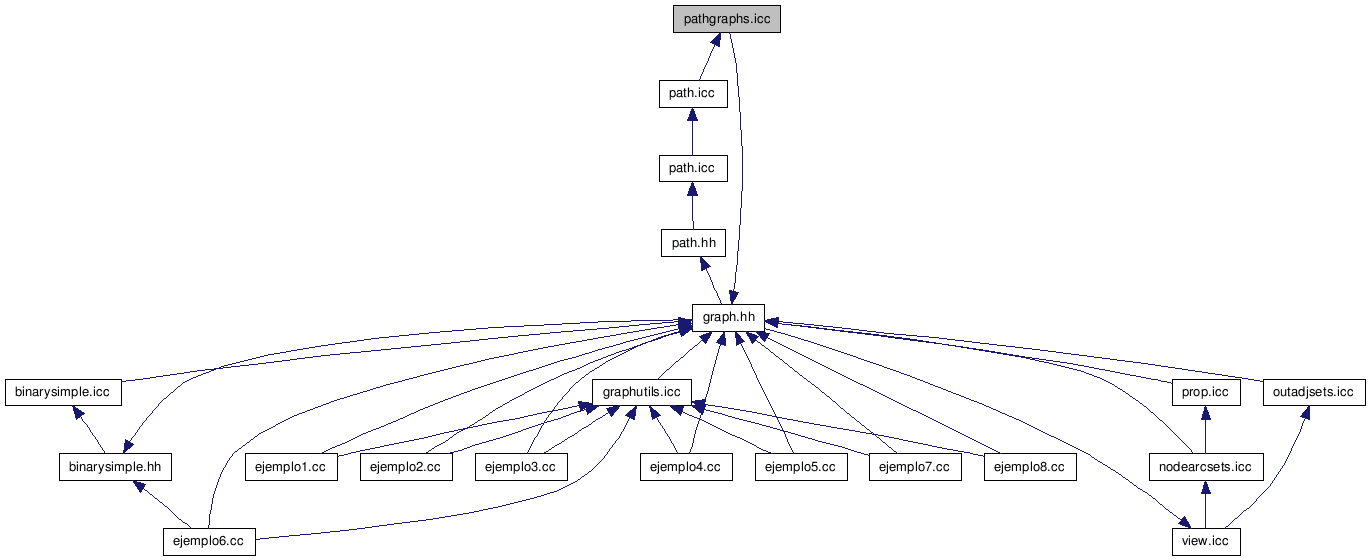 pathgraphs.icc
path.icc
path.icc
path.hh
graph.hh
binarysimple.icc
graphutils.icc
prop.icc
outadjsets.icc
binarysimple.hh
ejemplo1.cc
ejemplo2.cc
ejemplo3.cc
ejemplo4.cc
ejemplo5.cc
ejemplo7.cc
ejemplo8.cc
nodearcsets.icc
ejemplo6.cc
view.icc